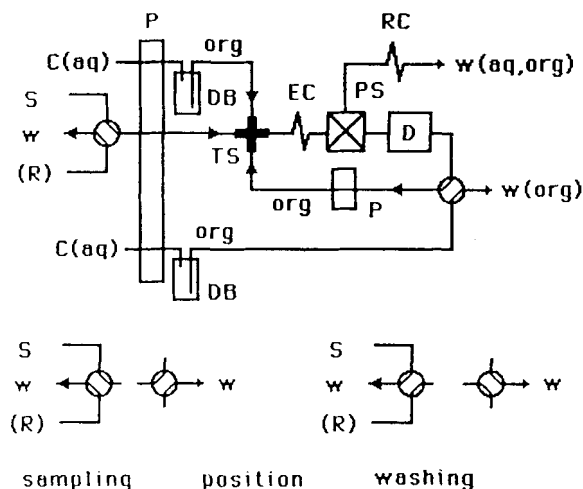 P
RC
C(aq)
org
w(aq,org)
DB
EC
PS
S
w
TS
D
(R)
org
P
w(org)
C(aq)
org
DB
S
w
w
(R)
S
w
w
(R)
sampling position washing